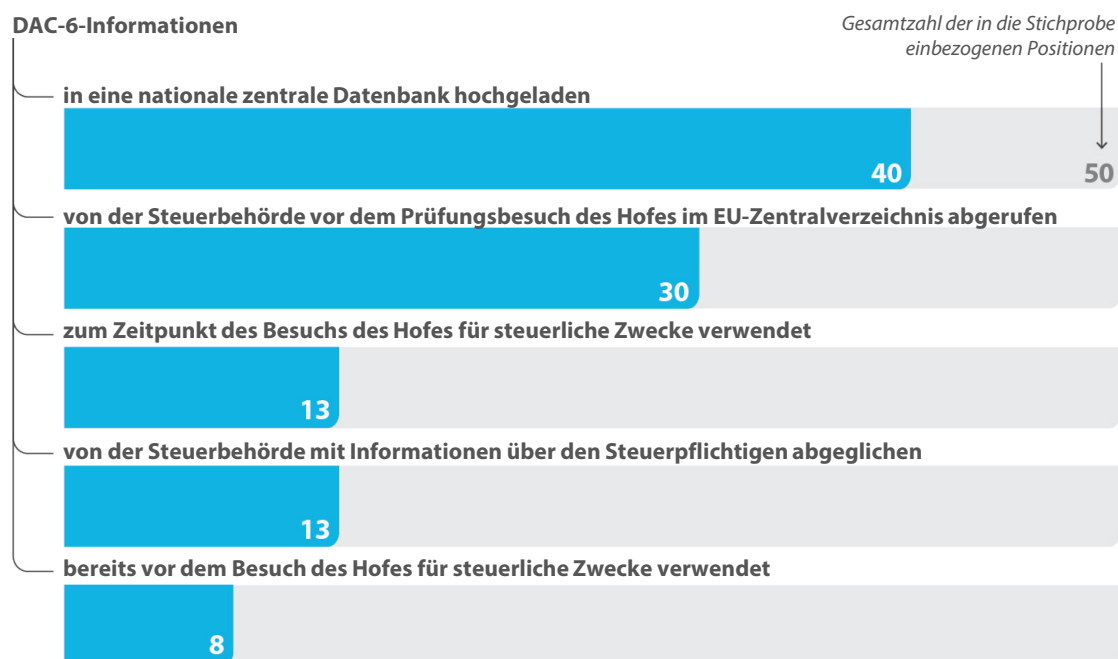 DAC-6-Informationen
Gesamtzahl der in die Stichprobe
einbezogenen Positionen
in eine nationale zentrale Datenbank hochgeladen
40
50
von der Steuerbehörde vor dem Prüfungsbesuch des Hofes im EU-Zentralverzeichnis abgerufen
30
zum Zeitpunkt des Besuchs des Hofes für steuerliche Zwecke verwendet
13
von der Steuerbehörde mit Informationen über den Steuerpflichtigen abgeglichen
13
bereits vor dem Besuch des Hofes für steuerliche Zwecke verwendet
8